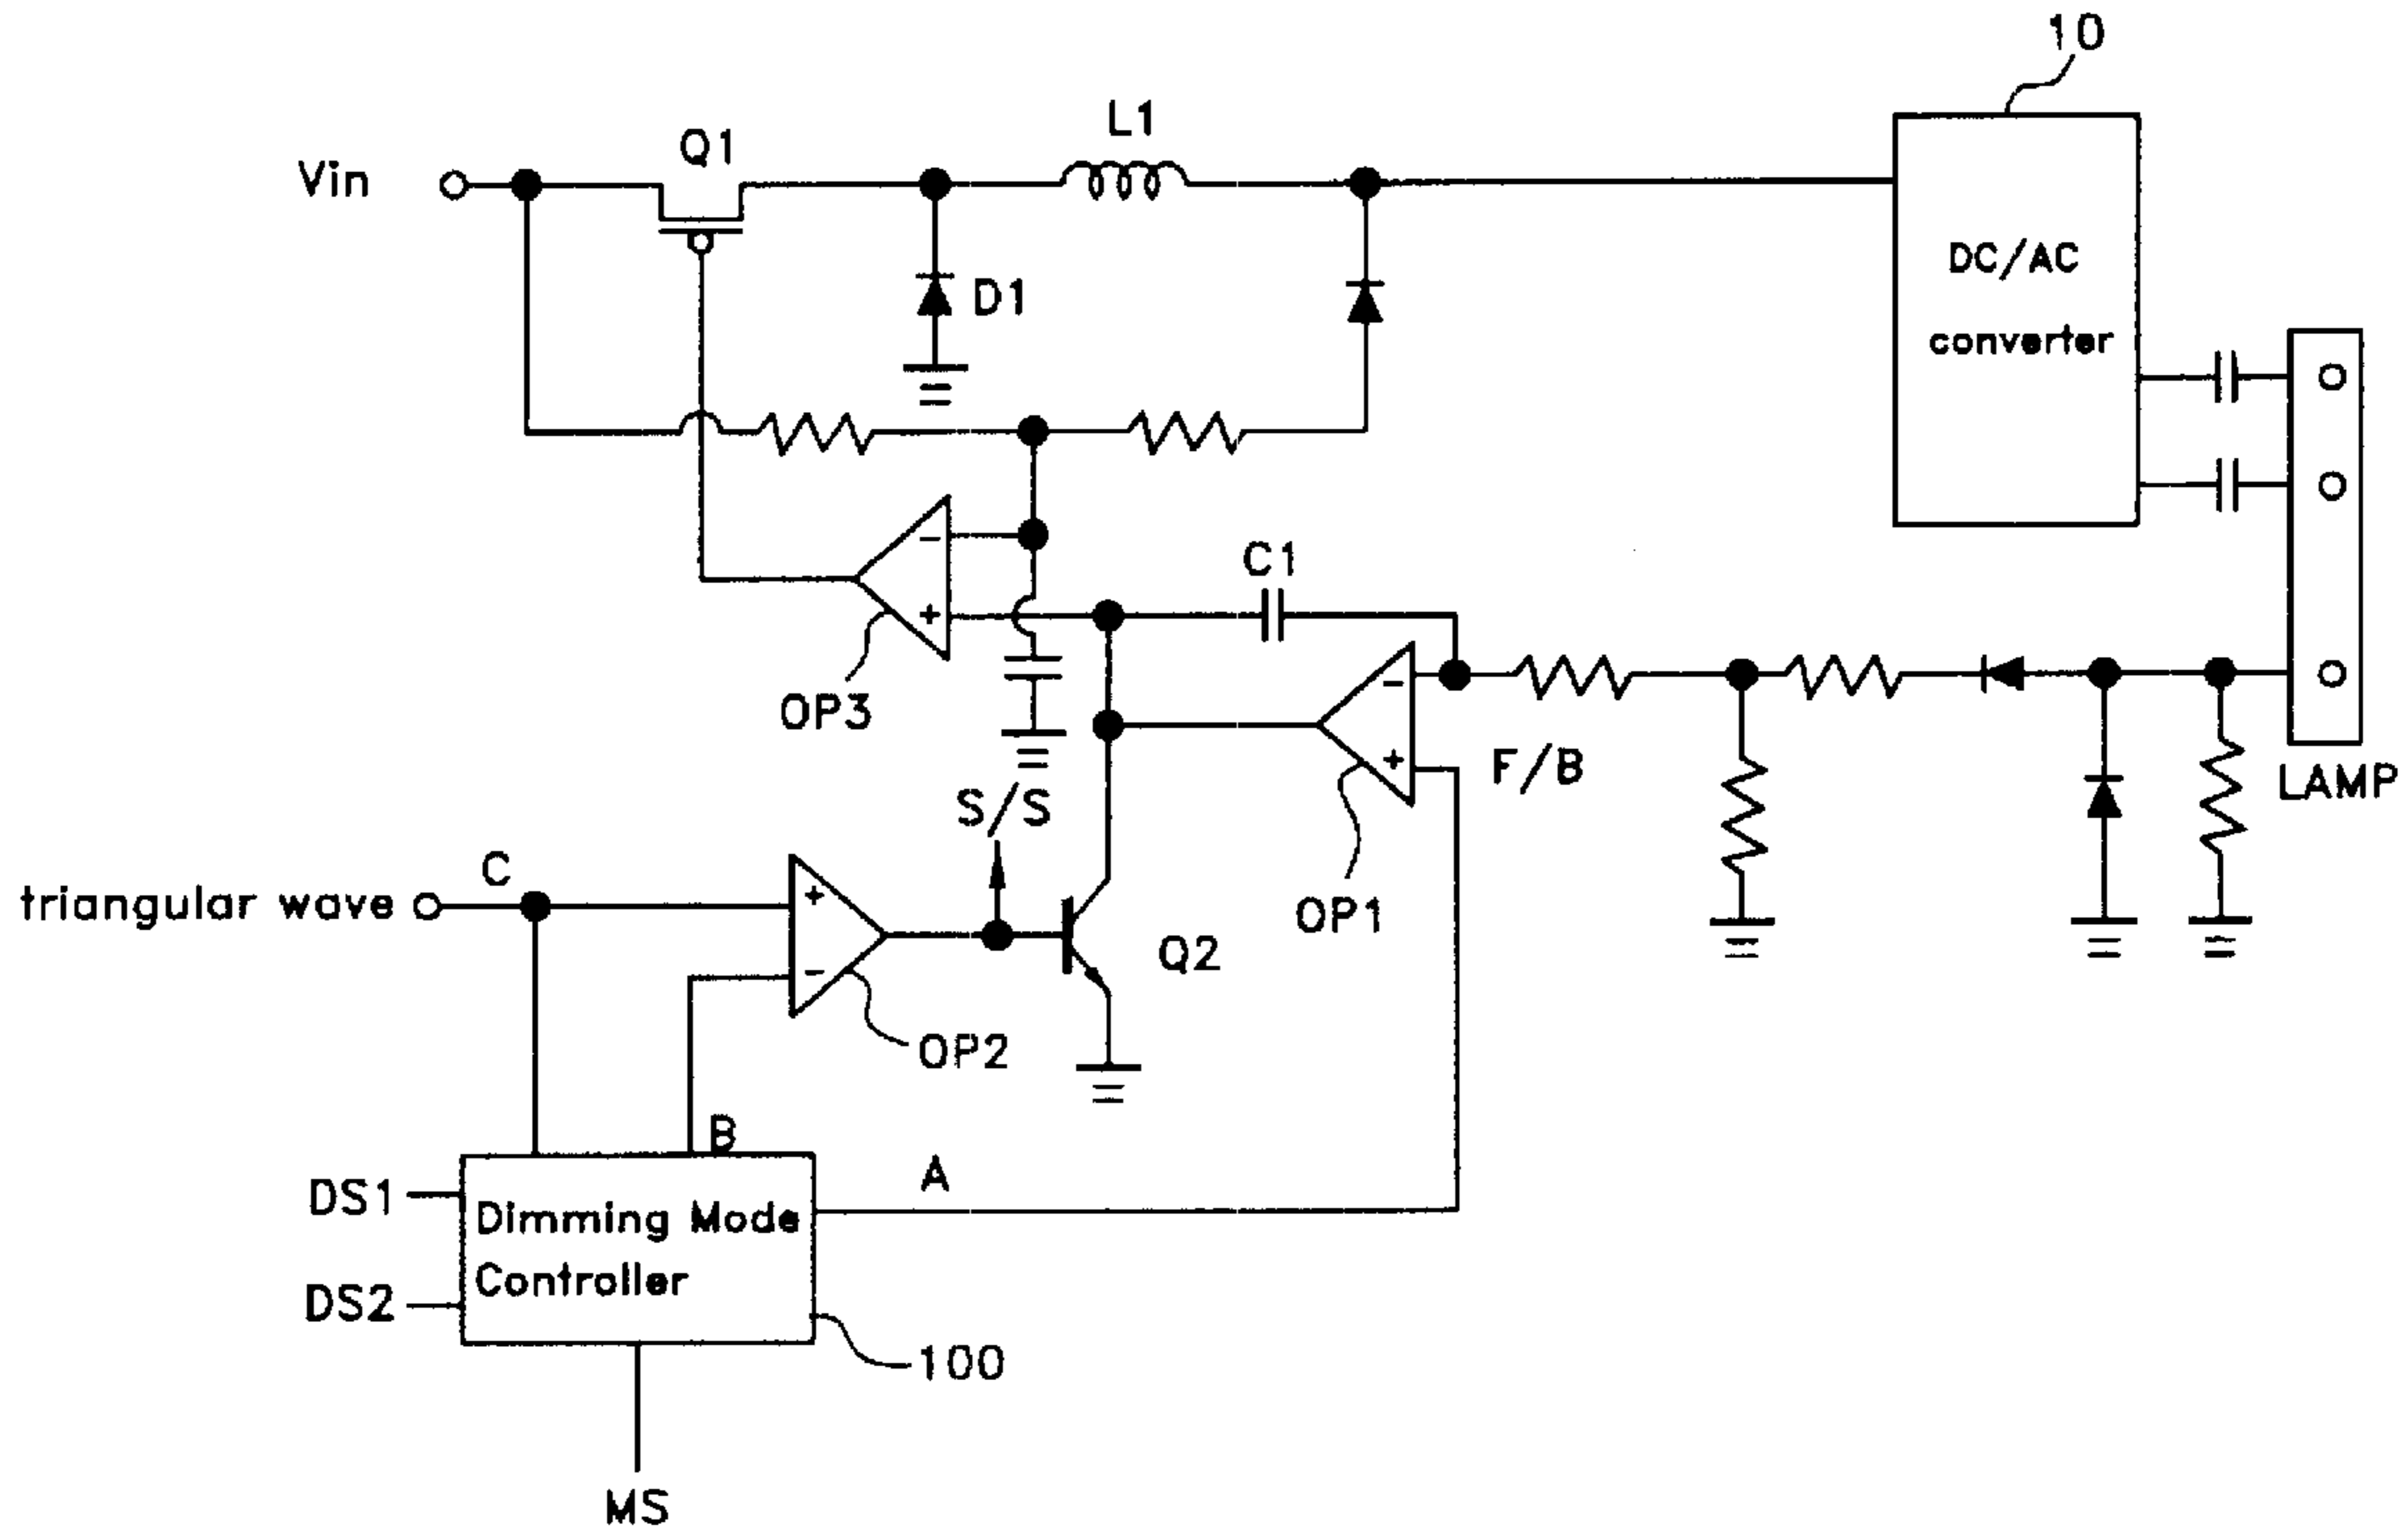 10
L1
Q1
Vin
DC/AC
converter
D1
C1
-
+
OP3
-
+
F/B
LAMP
S/S
C
triangular wave
+
-
OP1
Q2
OP2
B
A
DS1
Dimming Mode
Controller
DS2
100
MS